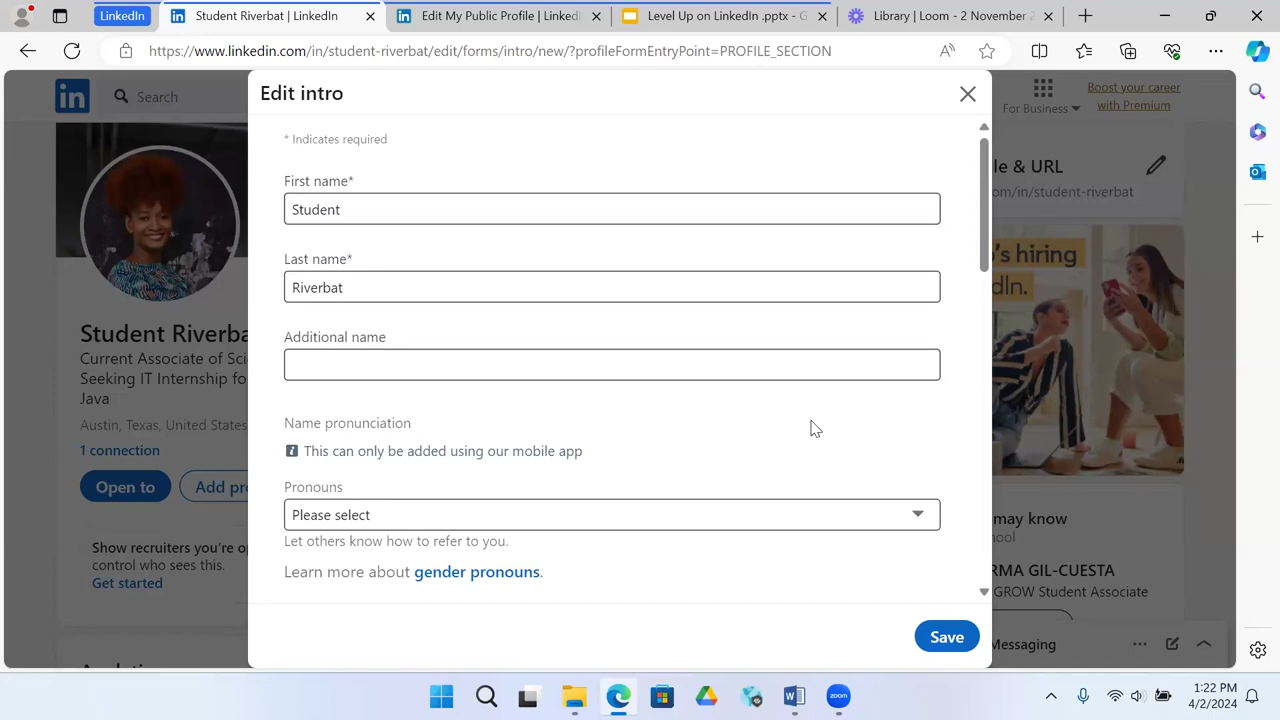 LinkedIn
Student Riverbat | LinkedIn
Edit My Public Profile | LinkedI
Level Up on LinkedIn .pptx - G
Library | Loom - 2 November 2
https://www.linkedin.com/in/student-riverbat/edit/forms/intro/new/?profileFormEntryPoint=PROFILE_SECTION
in
Search
For Business
Boost your career
with Premium
Edit intro
* Indicates required
First name*
Student
Last name*
Riverbat
Additional name
Name pronunciation
This can only be added using our mobile app
Pronouns
Please select
Let others know how to refer to you.
Learn more about gender pronouns.
Save
Student Riverba
Current Associate of Sci
Seeking IT Internship fo
Java
Austin, Texas, United States
1 connection
Open to
Add pr
Show recruiters you're op
control who sees this.
Get started
le & URL
om/in/student-riverbat
o's hiring
dIn.
may know
ool
RMA GIL-CUESTA
GROW Student Associate
Messaging
zoom
1:22 PM
4/2/2024